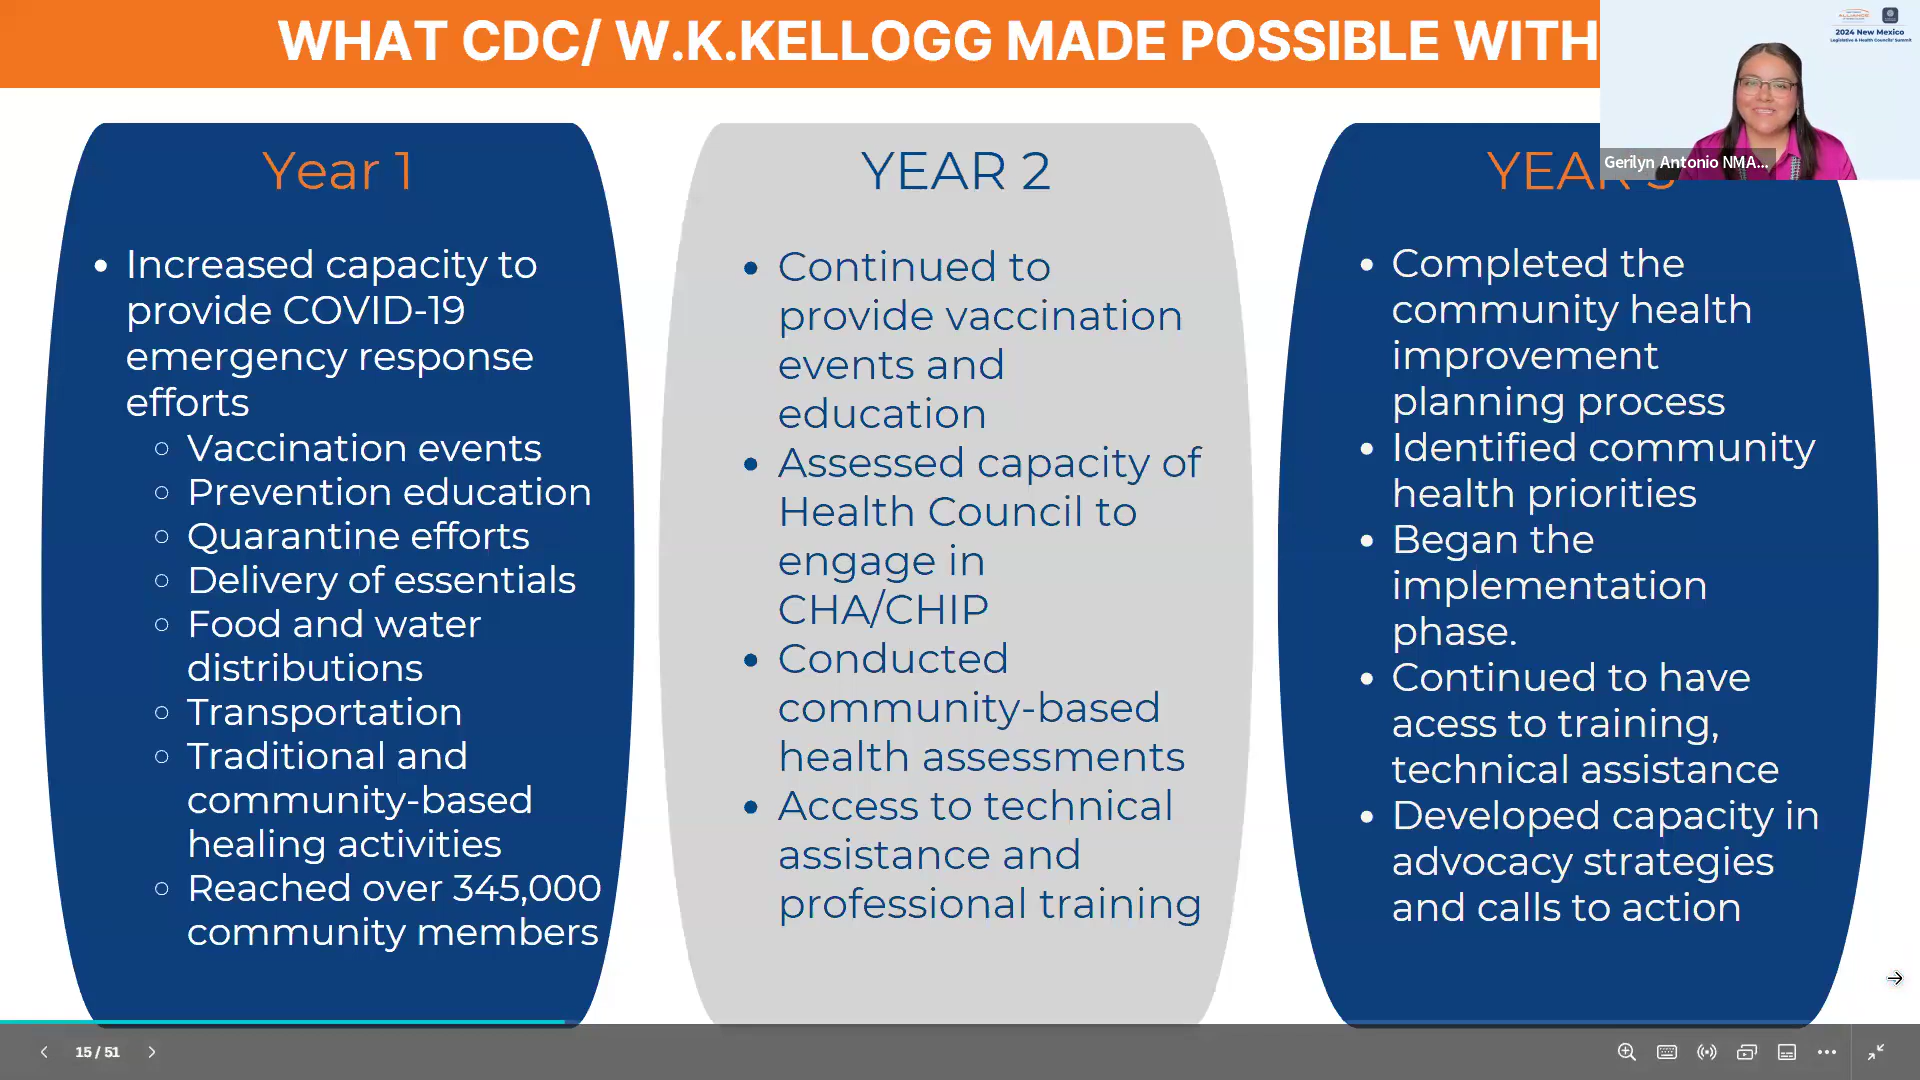 WHAT CDC/ W.K.KELLOGG MADE POSSIBLE WITH
2024 New Mexico
Legislative & Health Councils' Summit
Gerilyn Antonio NMA...
Year 1
• Increased capacity to
provide COVID-19
emergency response
efforts
○ Vaccination events
○ Prevention education
○ Quarantine efforts
○ Delivery of essentials
○ Food and water
distributions
○ Transportation
○ Traditional and
community-based
healing activities
○ Reached over 345,000
community members
YEAR 2
• Continued to
provide vaccination
events and
education
• Assessed capacity of
Health Council to
engage in
CHA/CHIP
• Conducted
community-based
health assessments
• Access to technical
assistance and
professional training
YEAR 3
• Completed the
community health
improvement
planning process
• Identified community
health priorities
• Began the
implementation
phase.
• Continued to have
acess to training,
technical assistance
• Developed capacity in
advocacy strategies
and calls to action
15 / 51